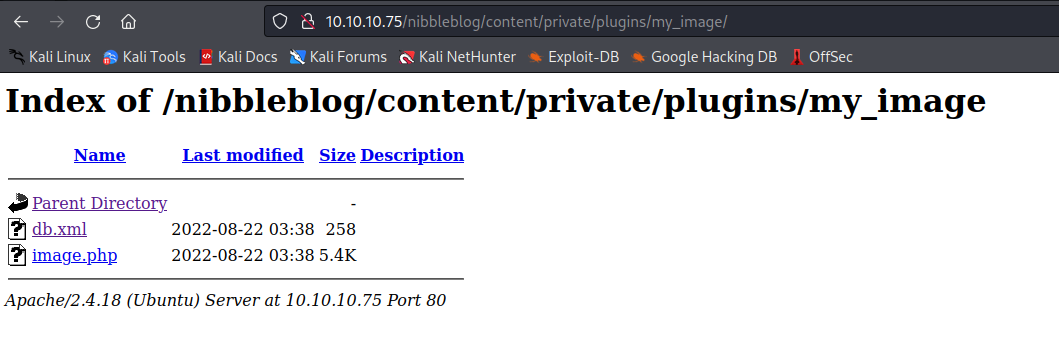 10.10.10.75/nibbleblog/content/private/plugins/my_image/
Kali Linux Kali Tools Kali Docs Kali Forums Kali NetHunter Exploit-DB Google Hacking DB OffSec
Index of /nibbleblog/content/private/plugins/my_image
Name Last modified Size Description
Parent Directory -
db.xml 2022-08-22 03:38 258
image.php 2022-08-22 03:38 5.4K
Apache/2.4.18 (Ubuntu) Server at 10.10.10.75 Port 80